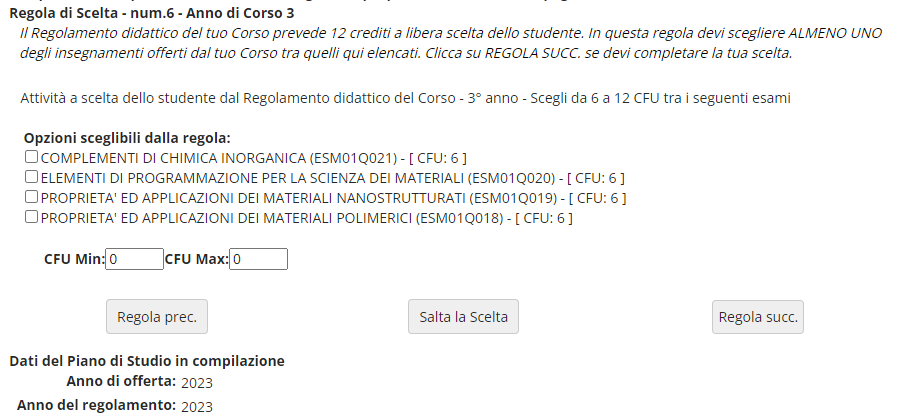 Regola di Scelta - num.6 - Anno di Corso 3
Il Regolamento didattico del tuo Corso prevede 12 crediti a libera scelta dello studente. In questa regola devi scegliere ALMENO UNO
degli insegnamenti offerti dal tuo Corso tra quelli qui elencati. Clicca su REGOLA SUCC. se devi completare la tua scelta.
Attività a scelta dello studente dal Regolamento didattico del Corso - 3° anno - Scegli da 6 a 12 CFU tra i seguenti esami
Opzioni sceglibili dalla regola:
COMPLEMENTI DI CHIMICA INORGANICA (ESM01Q021) - [ CFU: 6 ]
ELEMENTI DI PROGRAMMAZIONE PER LA SCIENZA DEI MATERIALI (ESM01Q020) - [ CFU: 6 ]
PROPRIETA' ED APPLICAZIONI DEI MATERIALI NANOSTRUTTURATI (ESM01Q019) - [ CFU: 6 ]
PROPRIETA' ED APPLICAZIONI DEI MATERIALI POLIMERICI (ESM01Q018) - [ CFU: 6 ]
CFU Min: 0 CFU Max: 0
Regola prec. Salta la Scelta Regola succ.
Dati del Piano di Studio in compilazione
Anno di offerta: 2023
Anno del regolamento: 2023